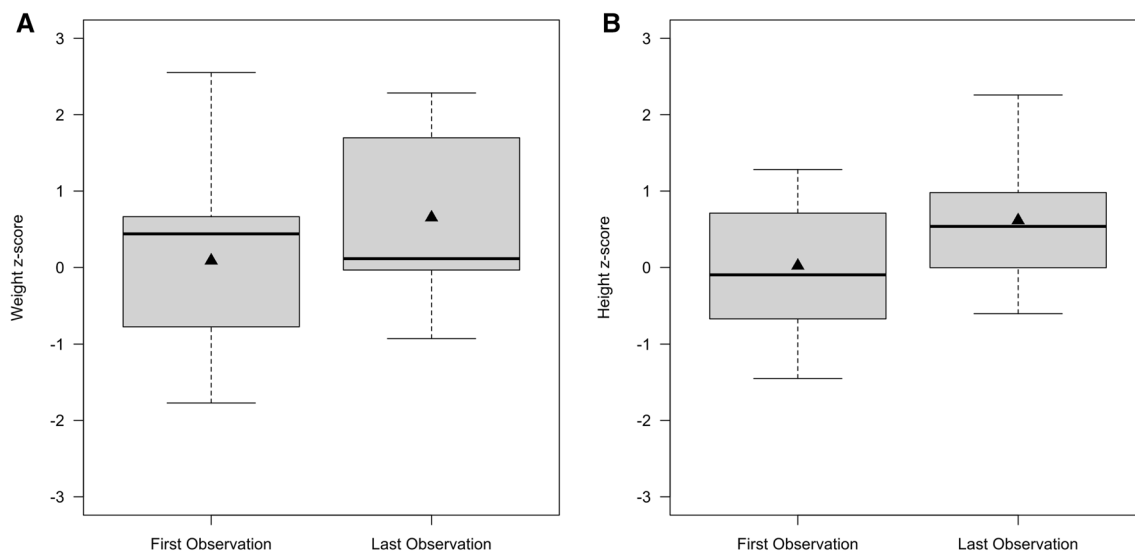 A
3
2
1
0
-1
-2
-3
Weight z-score
First Observation
Last Observation
B
3
2
1
0
-1
-2
-3
Height z-score
First Observation
Last Observation